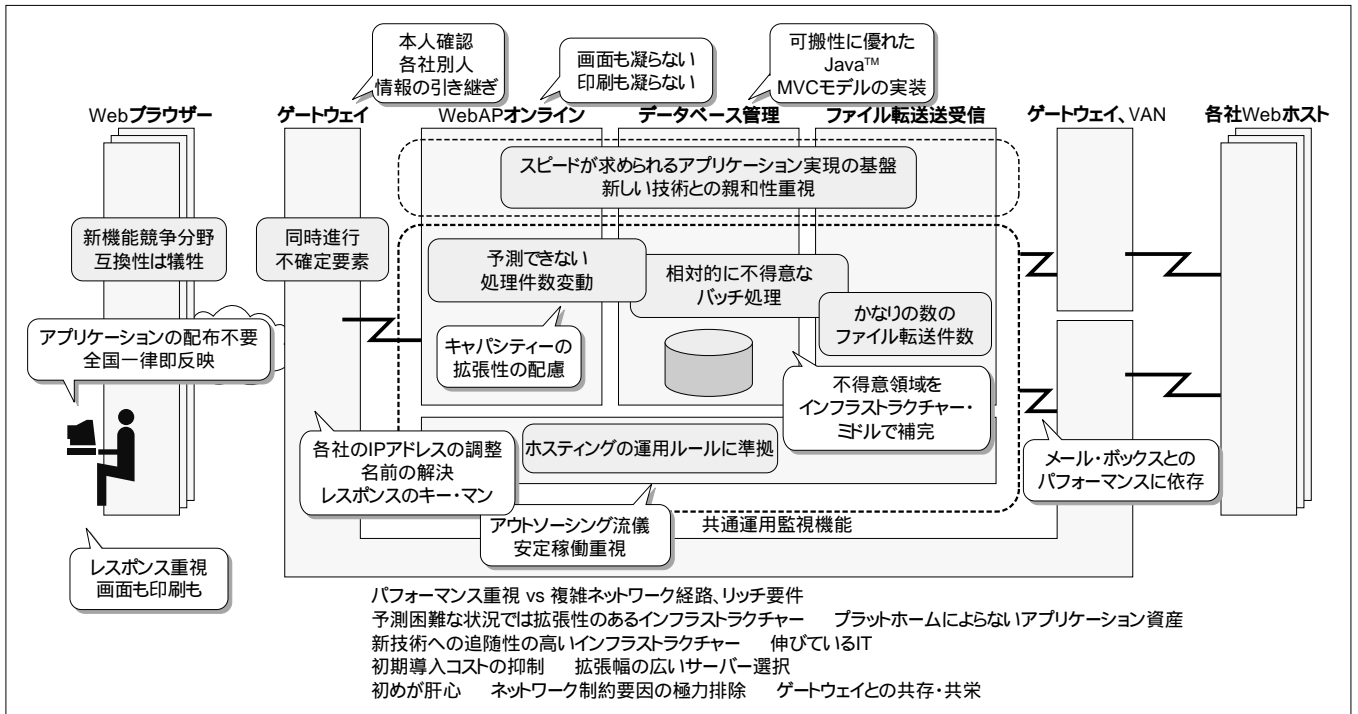 本人確認
各社別人
情報の引き継ぎ
画面も凝らない
印刷も凝らない
可搬性に優れた
Java™
MVCモデルの実装
Webブラウザー
ゲートウェイ
WebAPオンライン
データベース管理
ファイル転送送受信
ゲートウェイ、VAN
各社Webホスト
スピードが求められるアプリケーション実現の基盤
新しい技術との親和性重視
新機能競争分野
互換性は犠牲
同時進行
不確定要素
予測できない
処理件数変動
相対的に不得意な
バッチ処理
かなりの数の
ファイル転送件数
アプリケーションの配布不要
全国一律即反映
キャパシティーの
拡張性の配慮
不得意領域を
インフラストラクチャー・
ミドルで補完
各社のIPアドレスの調整
名前の解決
レスポンスのキー・マン
ホスティングの運用ルールに準拠
メール・ボックスとの
パフォーマンスに依存
アウトソーシング流儀
安定稼働重視
共通運用監視機能
レスポンス重視
画面も印刷も
パフォーマンス重視 vs 複雑ネットワーク経路、リッチ要件
予測困難な状況では拡張性のあるインフラストラクチャー プラットホームによらないアプリケーション資産
新技術への追随性の高いインフラストラクチャー 伸びているIT
初期導入コストの抑制 拡張幅の広いサーバー選択
初めが肝心 ネットワーク制約要因の極力排除 ゲートウェイとの共存・共栄